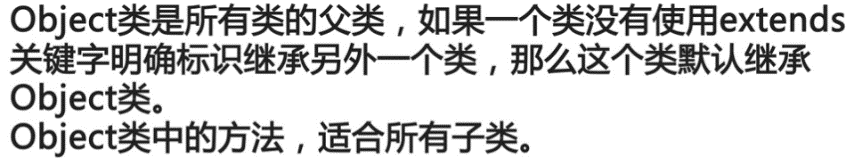 Object类是所有类的父类，如果一个类没有使用extends
关键字明确标识继承另外一个类，那么这个类默认继承
Object类。
Object类中的方法，适合所有子类。